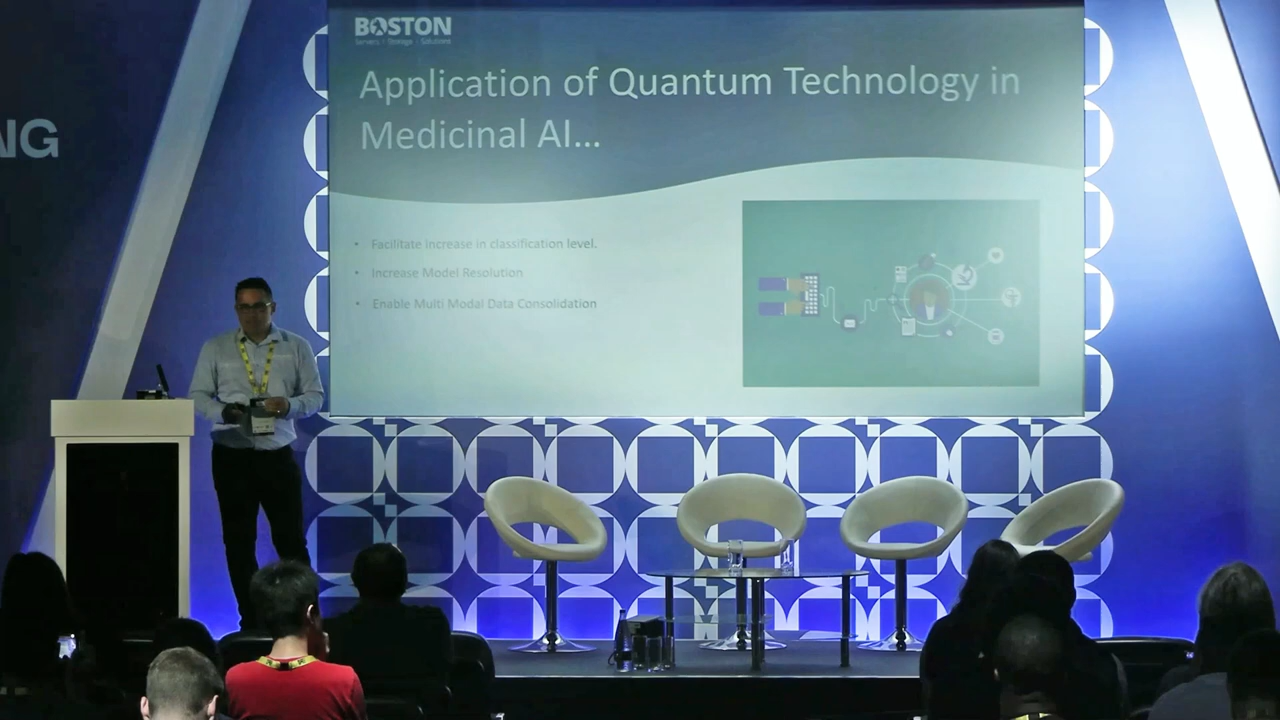 NG
BOSTON
Servers | Storage | Solutions
Application of Quantum Technology in
Medicinal AI...
• Facilitate increase in classification level.
• Increase Model Resolution
• Enable Multi Modal Data Consolidation